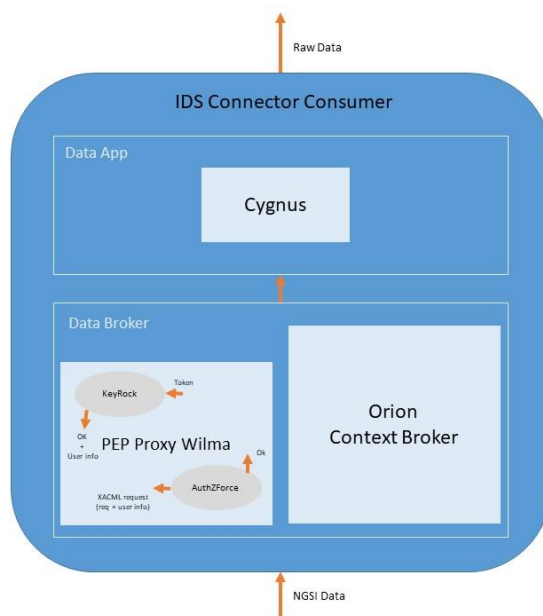 Raw Data
IDS Connector Consumer
Data App
Cygnus
Data Broker
KeyRock
Token
OK
+
User info
PEP Proxy Wilma
Ok
AuthZForce
XACML request
(req + user info)
Orion
Context Broker
NGSI Data